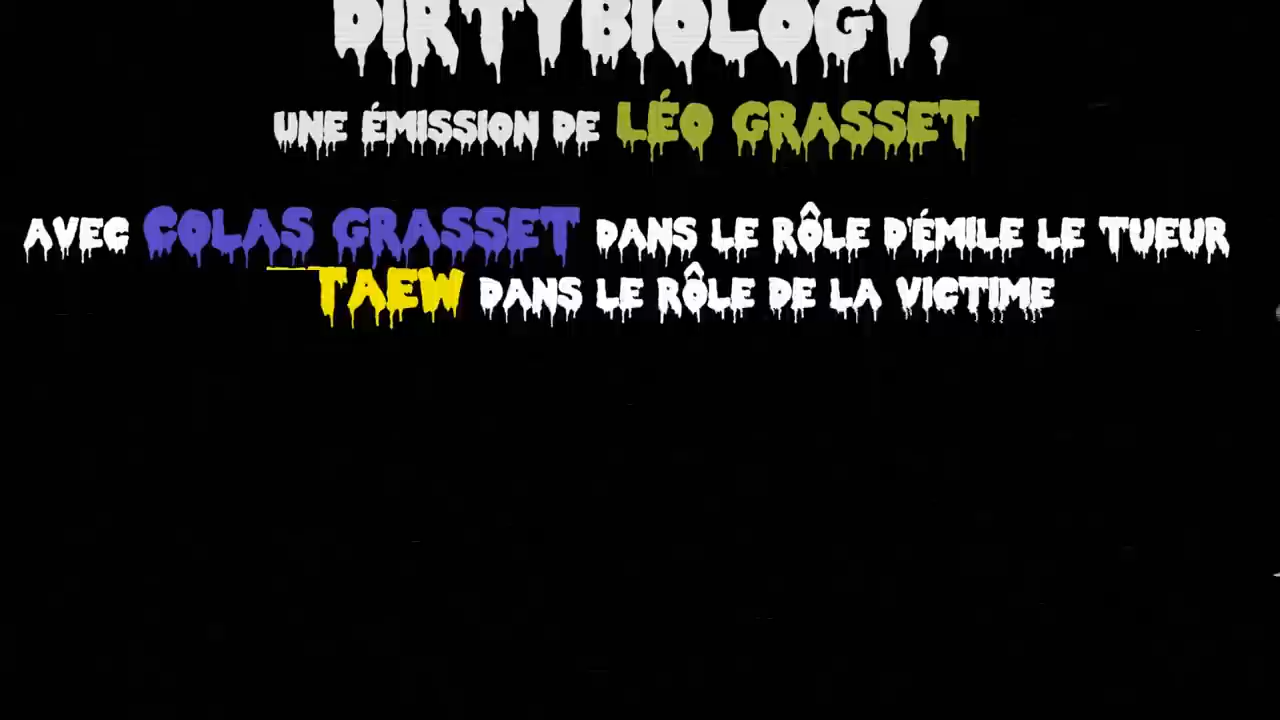 DIRTYBIOLOGY,
UNE ÉMISSION DE LÉO GRASSET
AVEC COLAS GRASSET DANS LE RÔLE D'ÉMILE LE TUEUR
TAEW DANS LE RÔLE DE LA VICTIME